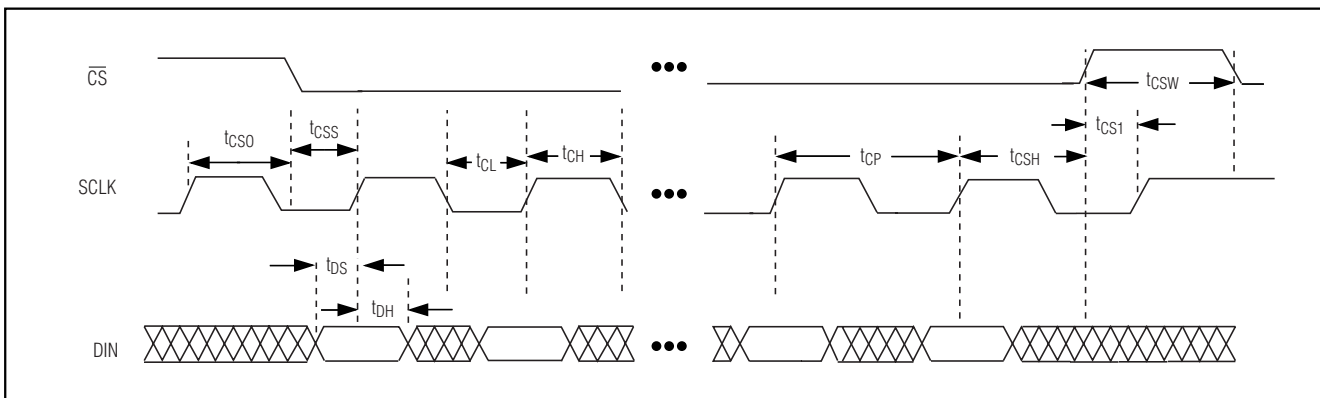 CS
tCSW
tCSO
tCSS
tCS1
tCL
tCH
tCP
tCSH
SCLK
tDS
tDH
DIN